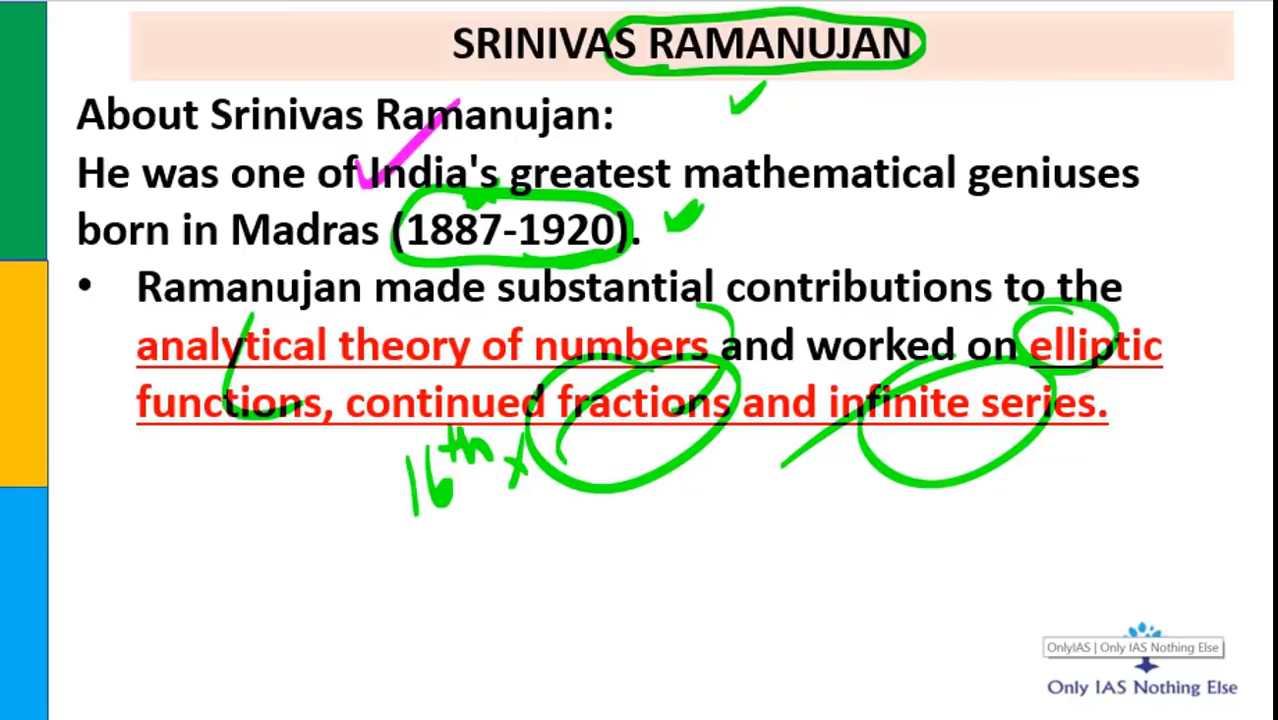 SRINIVAS RAMANUJAN
About Srinivas Ramanujan:
He was one of India's greatest mathematical geniuses
born in Madras (1887-1920).
• Ramanujan made substantial contributions to the
analytical theory of numbers and worked on elliptic
functions, continued fractions and infinite series.
16th x
OnlyIAS | Only IAS Nothing Else
Only IAS Nothing Else